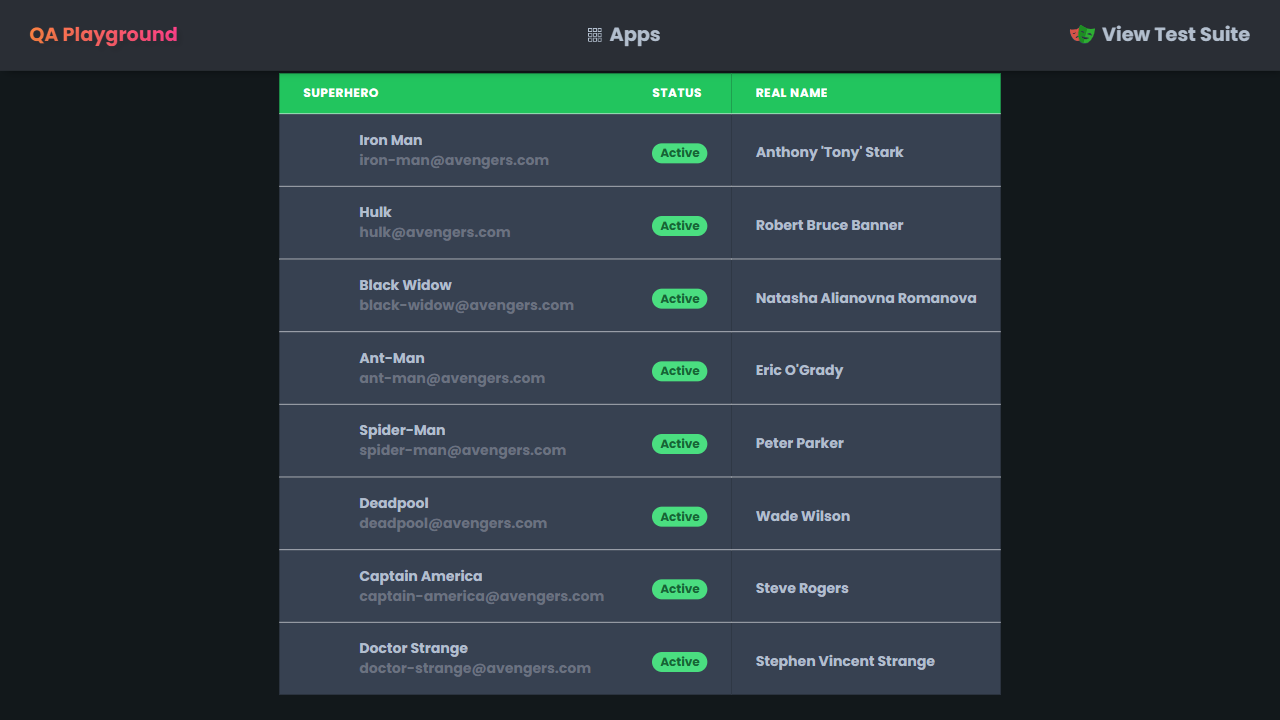 QA Playground
Apps
View Test Suite
SUPERHERO STATUS REAL NAME
Iron Man
iron-man@avengers.com
Active
Anthony 'Tony' Stark
Hulk
hulk@avengers.com
Active
Robert Bruce Banner
Black Widow
black-widow@avengers.com
Active
Natasha Alianovna Romanova
Ant-Man
ant-man@avengers.com
Active
Eric O'Grady
Spider-Man
spider-man@avengers.com
Active
Peter Parker
Deadpool
deadpool@avengers.com
Active
Wade Wilson
Captain America
captain-america@avengers.com
Active
Steve Rogers
Doctor Strange
doctor-strange@avengers.com
Active
Stephen Vincent Strange